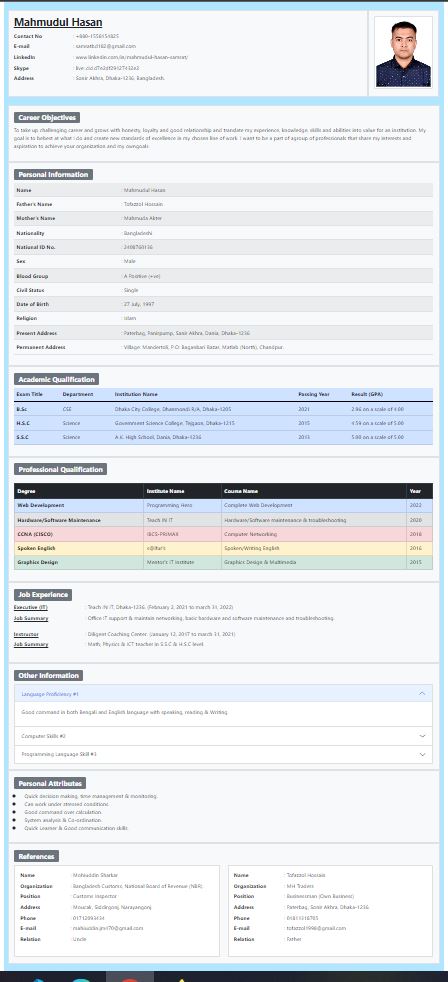 Mahmudul Hasan
Contact No : +880-1558154825
E-mail : samratbd182@gmail.com
LinkedIn : www.linkedin.com/in/mahmudul-hasan-samrat/
Skype
Address : Sonir Akhra, Dhaka-1236, Bangladesh.
Career Objectives
To take up challenging career and grows with honesty, loyalty and good relationship and translate my experience, knowledge, skills and abilities into value for an institution. My
goal is to be best at what I do and create new standards of excellence in my chosen line of work. I want to be a part of a group of professionals that share my interests and
aspiration to achieve your organization and my own goals.
Personal Information
Name : Mahmudul Hasan
Father's Name : Tofazzol Hossain
Mother's Name : Mahmuda Akter
Nationality : Bangladeshi
National ID No.
Sex : Male
Blood Group : A Positive (+ve)
Civil Status : Single
Date of Birth : 27 July, 1997
Religion : Islam
Present Address : Paterbag, Panirpump, Sonir Akhra, Dania, Dhaka-1236
Permanent Address : Village: Mandertoli, P.O: Baganbari Bazar, Matlab (North), Chandpur.
Academic Qualification
Exam Title Department Institution Name Passing Year Result (GPA)
B.Sc CSE Dhaka City College, Dhanmondi R/A, Dhaka-1205 2021 2.86 on a scale of 4.00
H.S.C Science Government Science College, Tejgaon, Dhaka-1215 2015 4.59 on a scale of 5.00
S.S.C Science A.K. High School, Dania, Dhaka-1236 2013 5.00 on a scale of 5.00
Professional Qualification
Degree Institute Name Course Name Year
Web Development Programming Hero Complete Web Development 2022
Hardware/Software Maintenance Teach IN IT Hardware/Software maintenance & troubleshooting 2020
CCNA (CISCO) IBCS-PRIMAX Computer Networking 2018
Spoken English S@ifur's Spoken/Writing English 2016
Graphics Design Mentor's IT Institute Graphics Design & Multimedia 2015
Job Experience
Executive (IT) : Teach IN IT, Dhaka-1236. (February 2, 2021 to march 31, 2022)
Job Summary : Office IT support & maintain networking, basic hardware and software maintenance and troubleshooting.
Instructor : Diligent Coaching Center. (January 12, 2017 to march 31, 2021)
Job Summary : Math, Physics & ICT teacher in S.S.C & H.S.C level.
Other Information
Language Proficiency #1
Good command in both Bengali and English language with speaking, reading & Writing
Computer Skills #2
Programming Language Skill #3
Personal Attributes
Quick decision making, time management & monitoring.
Can work under stressed conditions.
Good command over calculation.
System analysis & Co-ordination.
Quick Learner & Good communication skills.
References
Name : Mohiuddin Sharkar
Organization : Bangladesh Customs, National Board of Revenue (NBR).
Position : Customs Inspector
Address : Mouzak, Siddirgonj, Narayangonj
Phone : 01712093434
E-mail : mahiuddin.jmi70@gmail.com
Relation : Uncle
Name : Tofazzol Hossain
Organization : MH Traders
Position : Businessman (Own Business)
Address : Paterbag, Sonir Akhra, Dhaka-1236
Phone : 01811318705
E-mail : tofazzol1998@gmail.com
Relation : Father